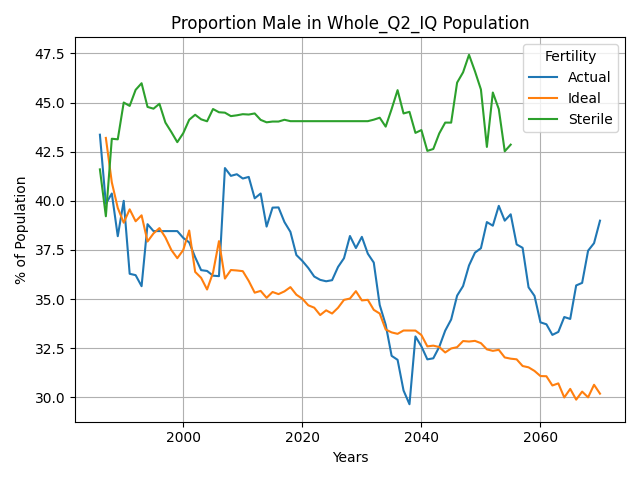 Proportion Male in Whole_Q2_IQ Population
Fertility
Actual
Ideal
Sterile
% of Population
47.5
45.0
42.5
40.0
37.5
35.0
32.5
30.0
2000
2020
2040
2060
Years